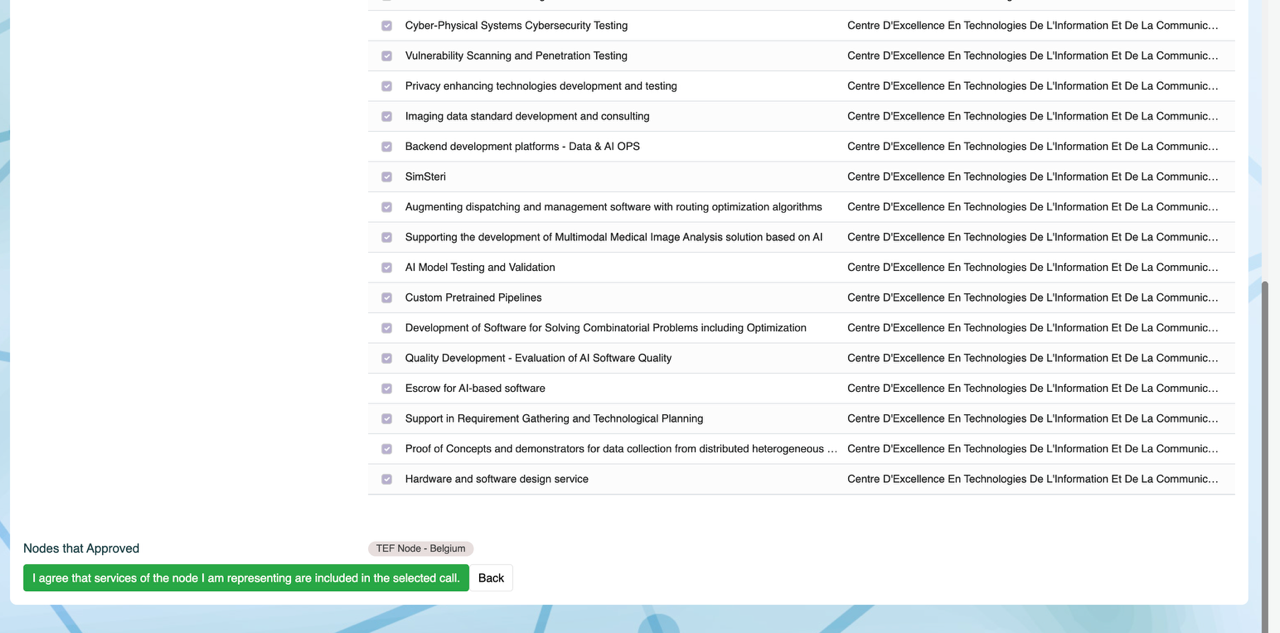 Cyber-Physical Systems Cybersecurity Testing Centre D'Excellence En Technologies De L'Information Et De La Communic...
Vulnerability Scanning and Penetration Testing Centre D'Excellence En Technologies De L'Information Et De La Communic...
Privacy enhancing technologies development and testing Centre D'Excellence En Technologies De L'Information Et De La Communic...
Imaging data standard development and consulting Centre D'Excellence En Technologies De L'Information Et De La Communic...
Backend development platforms - Data & AI OPS Centre D'Excellence En Technologies De L'Information Et De La Communic...
SimSteri Centre D'Excellence En Technologies De L'Information Et De La Communic...
Augmenting dispatching and management software with routing optimization algorithms Centre D'Excellence En Technologies De L'Information Et De La Communic...
Supporting the development of Multimodal Medical Image Analysis solution based on AI Centre D'Excellence En Technologies De L'Information Et De La Communic...
AI Model Testing and Validation Centre D'Excellence En Technologies De L'Information Et De La Communic...
Custom Pretrained Pipelines Centre D'Excellence En Technologies De L'Information Et De La Communic...
Development of Software for Solving Combinatorial Problems including Optimization Centre D'Excellence En Technologies De L'Information Et De La Communic...
Quality Development - Evaluation of AI Software Quality Centre D'Excellence En Technologies De L'Information Et De La Communic...
Escrow for AI-based software Centre D'Excellence En Technologies De L'Information Et De La Communic...
Support in Requirement Gathering and Technological Planning Centre D'Excellence En Technologies De L'Information Et De La Communic...
Proof of Concepts and demonstrators for data collection from distributed heterogeneous ... Centre D'Excellence En Technologies De L'Information Et De La Communic...
Hardware and software design service Centre D'Excellence En Technologies De L'Information Et De La Communic...
Nodes that Approved TEF Node - Belgium
I agree that services of the node I am representing are included in the selected call. Back